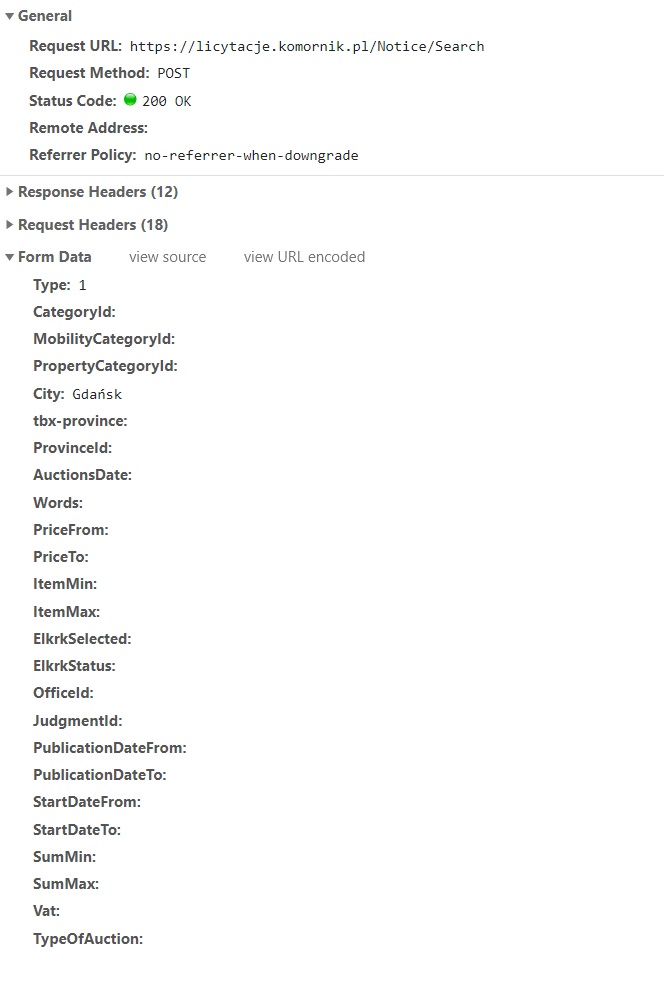 General
Request URL: https://licytacje.komornik.pl/Notice/Search
Request Method: POST
Status Code: 200 OK
Remote Address:
Referrer Policy: no-referrer-when-downgrade
Response Headers (12)
Request Headers (18)
Form Data view source view URL encoded
Type: 1
CategoryId:
MobilityCategoryId:
PropertyCategoryId:
City: Gdańsk
tbx-province:
ProvinceId:
AuctionsDate:
Words:
PriceFrom:
PriceTo:
ItemMin:
ItemMax:
ElkrkSelected:
ElkrkStatus:
OfficeId:
JudgmentId:
PublicationDateFrom:
PublicationDateTo:
StartDateFrom:
StartDateTo:
SumMin:
SumMax:
Vat:
TypeOfAuction: